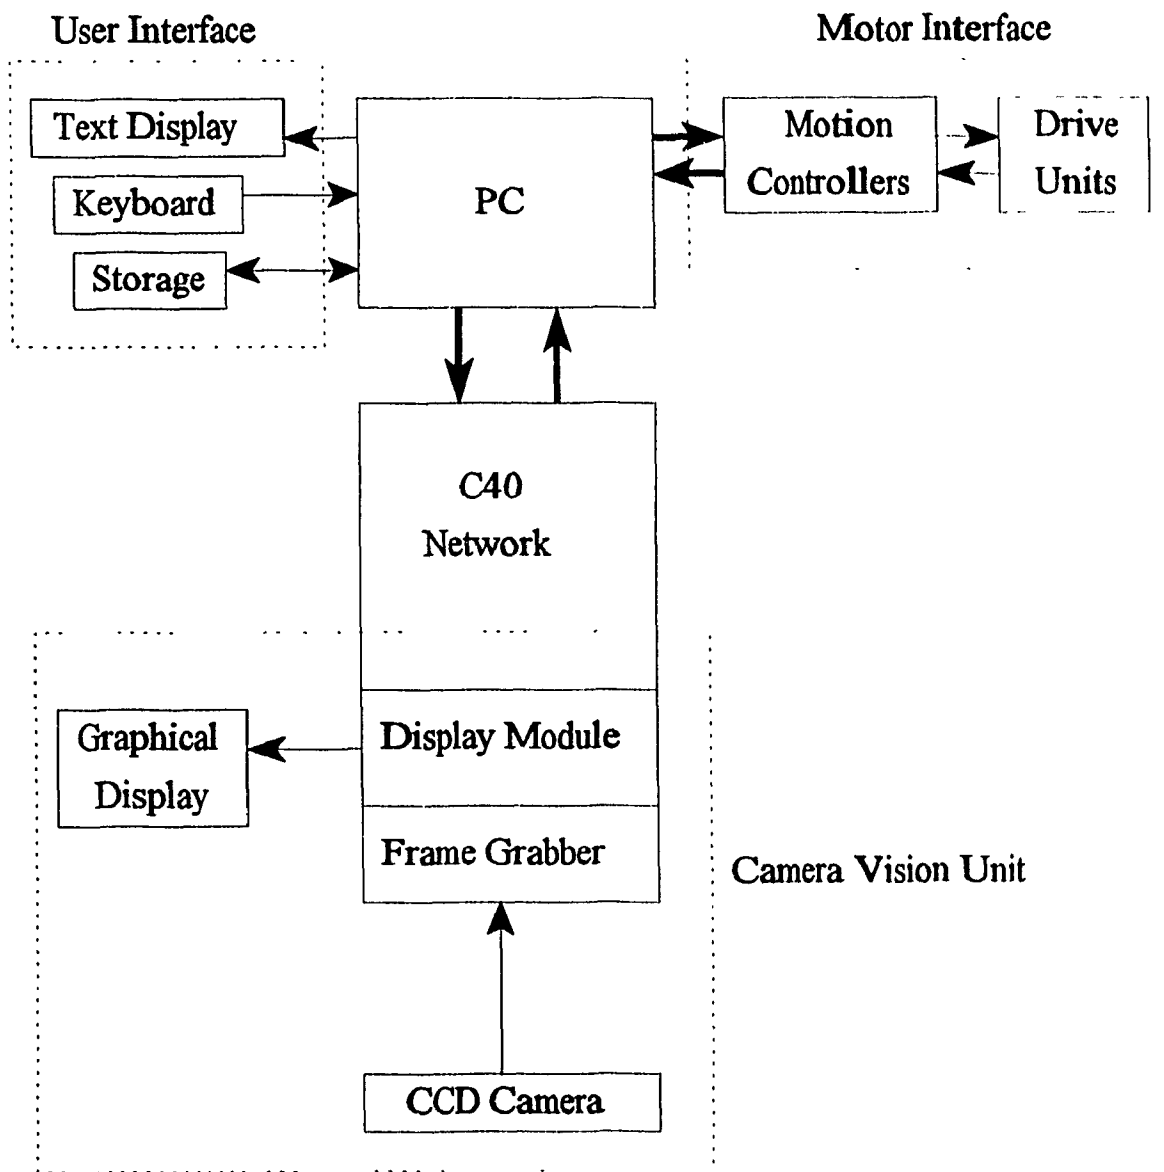 User Interface
Motor Interface
Text Display
Keyboard
Storage
PC
Motion
Controllers
Drive
Units
C40
Network
Graphical
Display
Display Module
Frame Grabber
Camera Vision Unit
CCD Camera